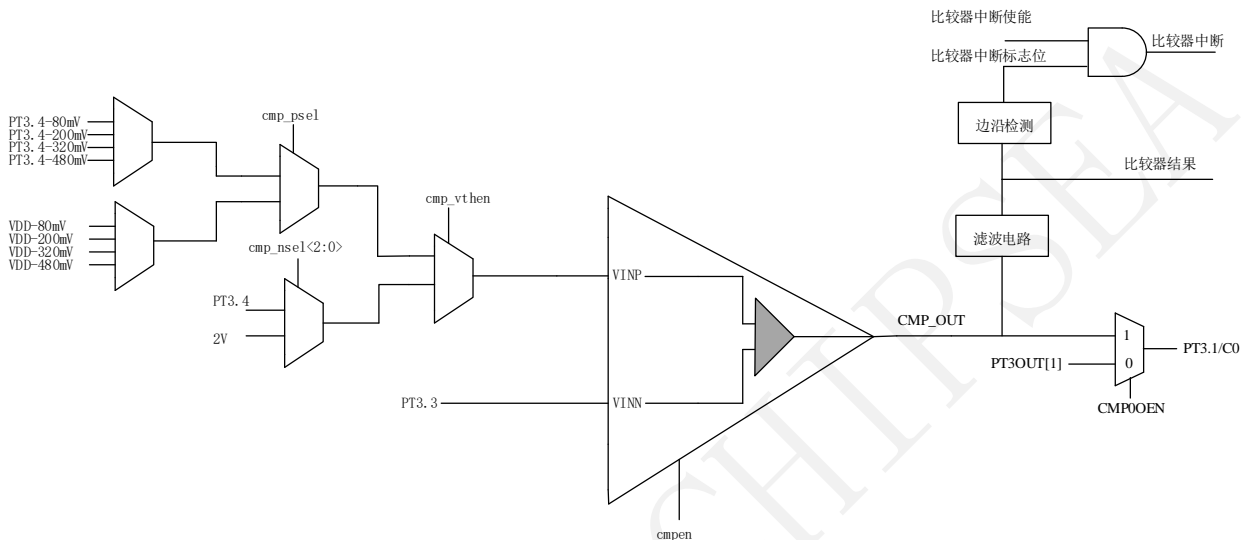 比较器中断使能
比较器中断标志位
比较器中断
边沿检测
比较器结果
滤波电路
PT3.4-80mV
PT3.4-200mV
PT3.4-320mV
PT3.4-480mV
cmp_psel
VDD-80mV
VDD-200mV
VDD-320mV
VDD-480mV
cmp_vthen
cmp_nsel<2:0>
PT3.4
2V
VINP
PT3.3
VINN
cmpen
CMP_OUT
1
PT3OUT[1]
0
PT3.1/C0
CMP0OEN
CHIPSEA